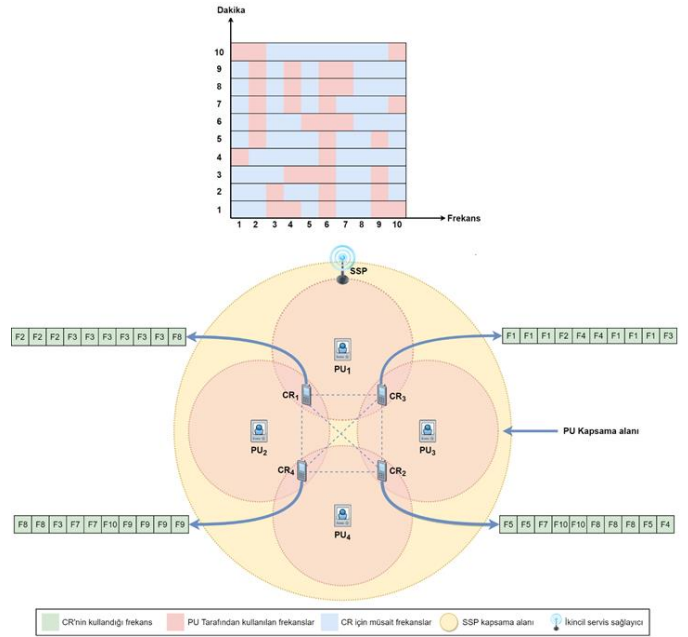 Dakika
10
9
8
7
6
5
4
3
2
1
1 2 3 4 5 6 7 8 9 10
Frekans
SSP
F2 F2 F2 F3 F3 F3 F3 F3 F3 F8
F1 F1 F1 F2 F4 F4 F1 F1 F1 F3
PU1
CR1
CR3
PU2
PU3
PU Kapsama alanı
CR4
CR2
PU4
F8 F8 F3 F7 F7 F10 F9 F9 F9 F9
F5 F5 F7 F10 F10 F8 F8 F8 F5 F4
CR'nin kullandığı frekans PU Tarafından kullanılan frekanslar CR için müsait frekanslar SSP kapsama alanı İkincil servis sağlayıcı